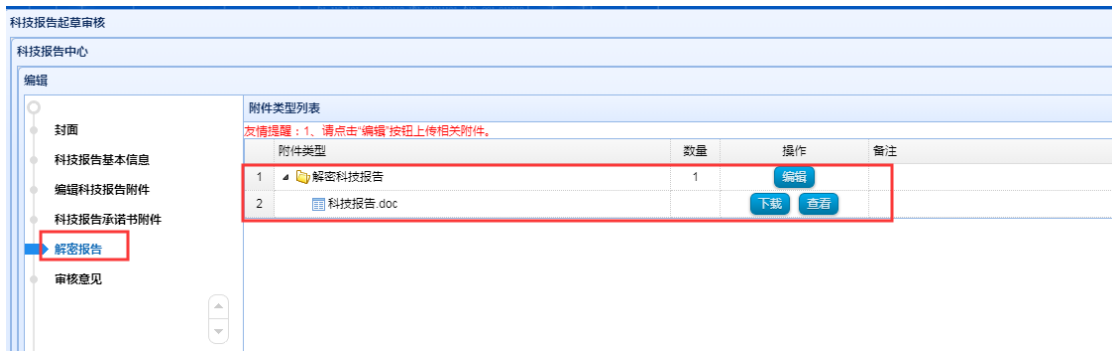 科技报告起草审核
科技报告中心
编辑
附件类型列表
封面
友情提醒：1、请点击“编辑”按钮上传相关附件。
附件类型 数量 操作 备注
科技报告基本信息
1 解密科技报告 1 编辑
编辑科技报告附件
2 科技报告.doc 下载 查看
科技报告承诺书附件
解密报告
审核意见